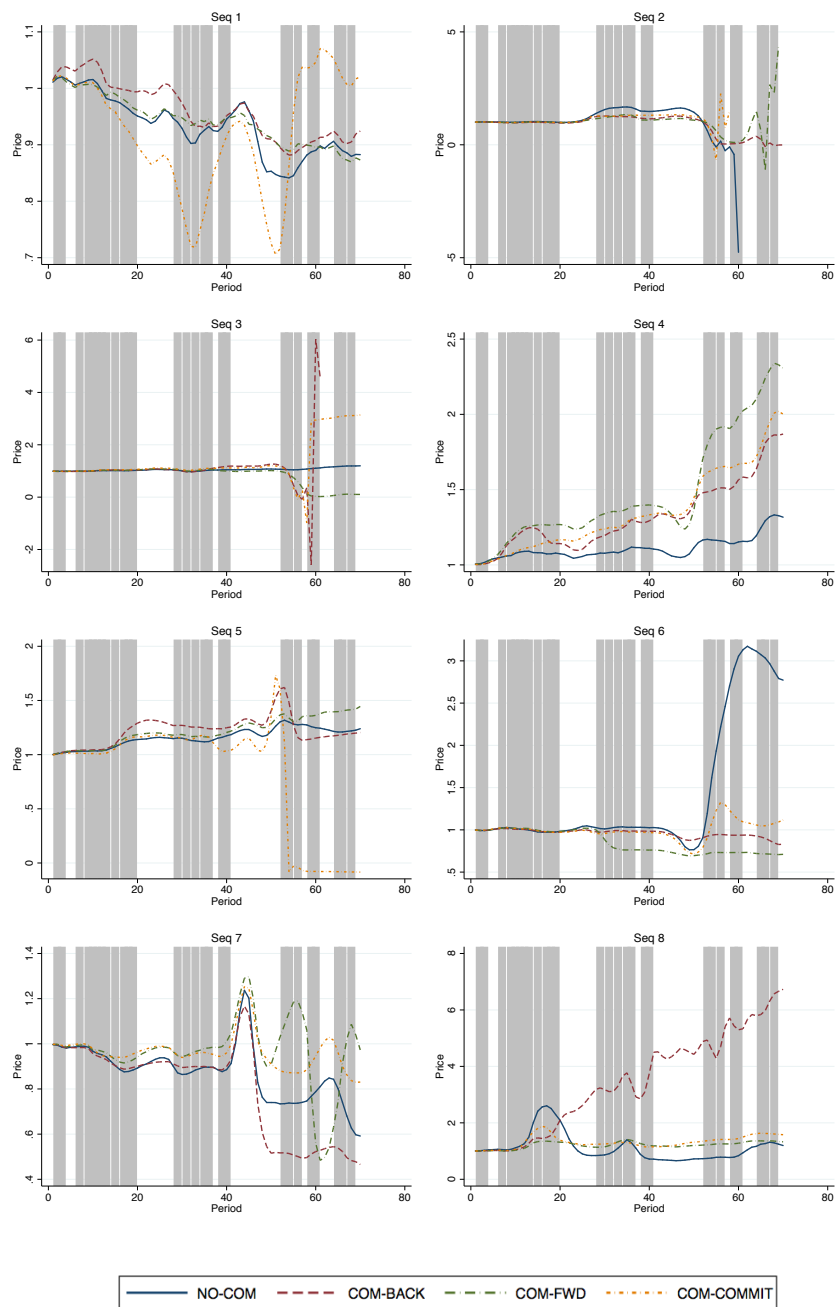 Seq 1
Price
.7 .8 .9 1 1.1
0 20 40 60 80
Period
Seq 2
Price
-5 0 5
0 20 40 60 80
Period
Seq 3
Price
-2 0 2 4 6
0 20 40 60 80
Period
Seq 4
Price
1 1.5 2 2.5
0 20 40 60 80
Period
Seq 5
Price
0 .5 1 1.5 2
0 20 40 60 80
Period
Seq 6
Price
.5 1 1.5 2 2.5 3
0 20 40 60 80
Period
Seq 7
Price
.4 .6 .8 1 1.2 1.4
0 20 40 60 80
Period
Seq 8
Price
0 2 4 6 8
0 20 40 60 80
Period
NO-COM COM-BACK COM-FWD COM-COMMIT